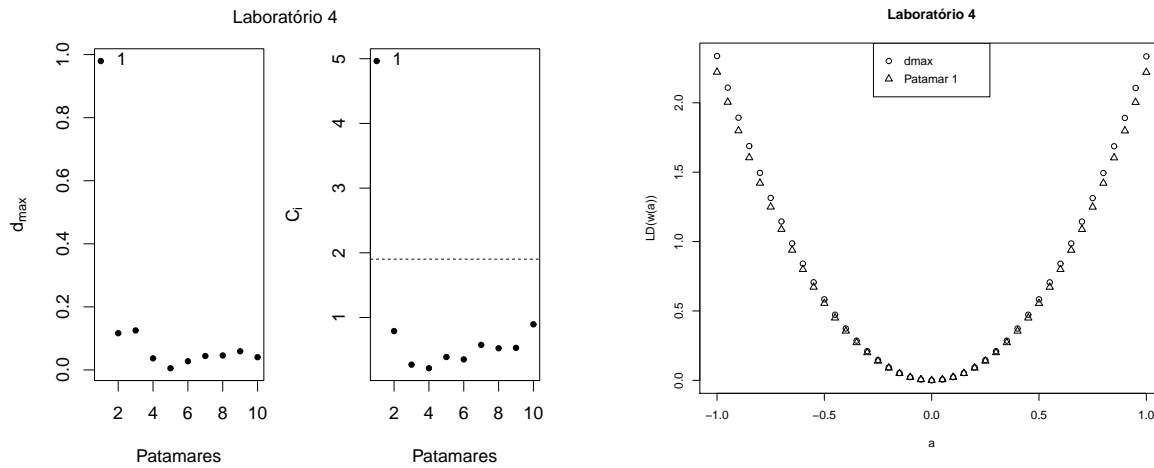 Laboratório 4
1
1.0
0.8
0.6
0.4
0.2
0.0
dmax
2 4 6 8 10
Patamares
1
5
4
3
2
1
Ci
2 4 6 8 10
Patamares
Laboratório 4
dmax
Patamar 1
2.0
1.5
1.0
0.5
0.0
LD(w(a))
−1.0 −0.5 0.0 0.5 1.0
a